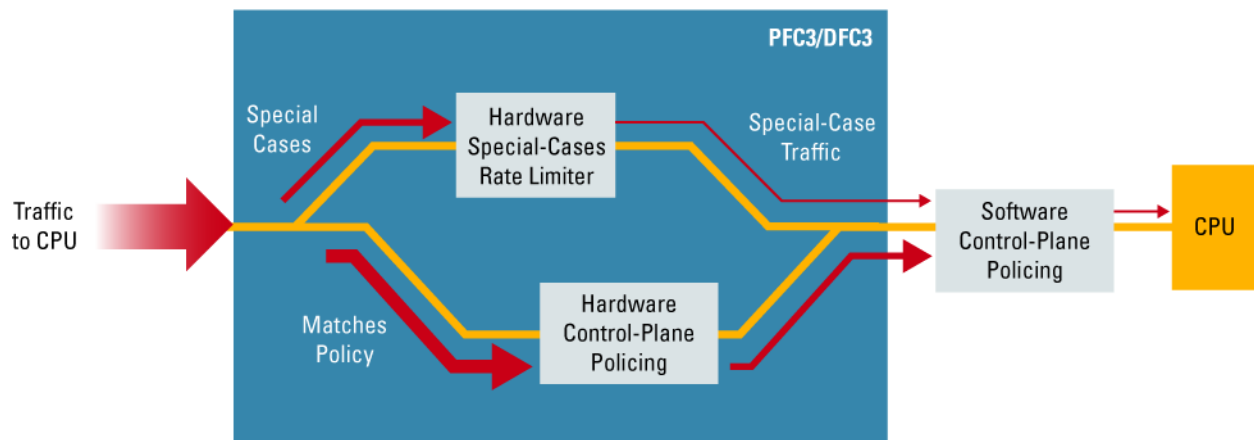 PFC3/DFC3
Special
Cases
Hardware
Special-Cases
Rate Limiter
Special-Case
Traffic
Traffic
to CPU
Software
Control-Plane
Policing
CPU
Matches
Policy
Hardware
Control-Plane
Policing